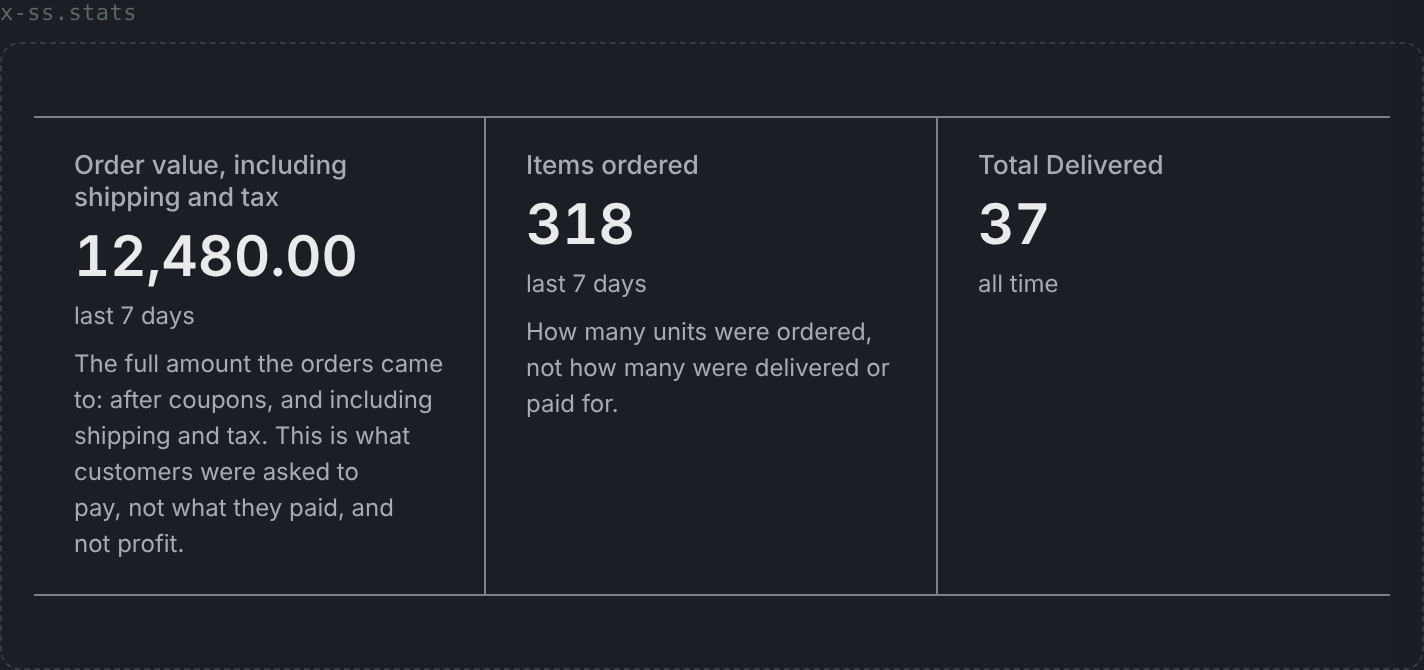 x-ss.stats
Order value, including
shipping and tax
12,480.00
last 7 days
The full amount the orders came
to: after coupons, and including
shipping and tax. This is what
customers were asked to
pay, not what they paid, and
not profit.
Items ordered
318
last 7 days
How many units were ordered,
not how many were delivered or
paid for.
Total Delivered
37
all time